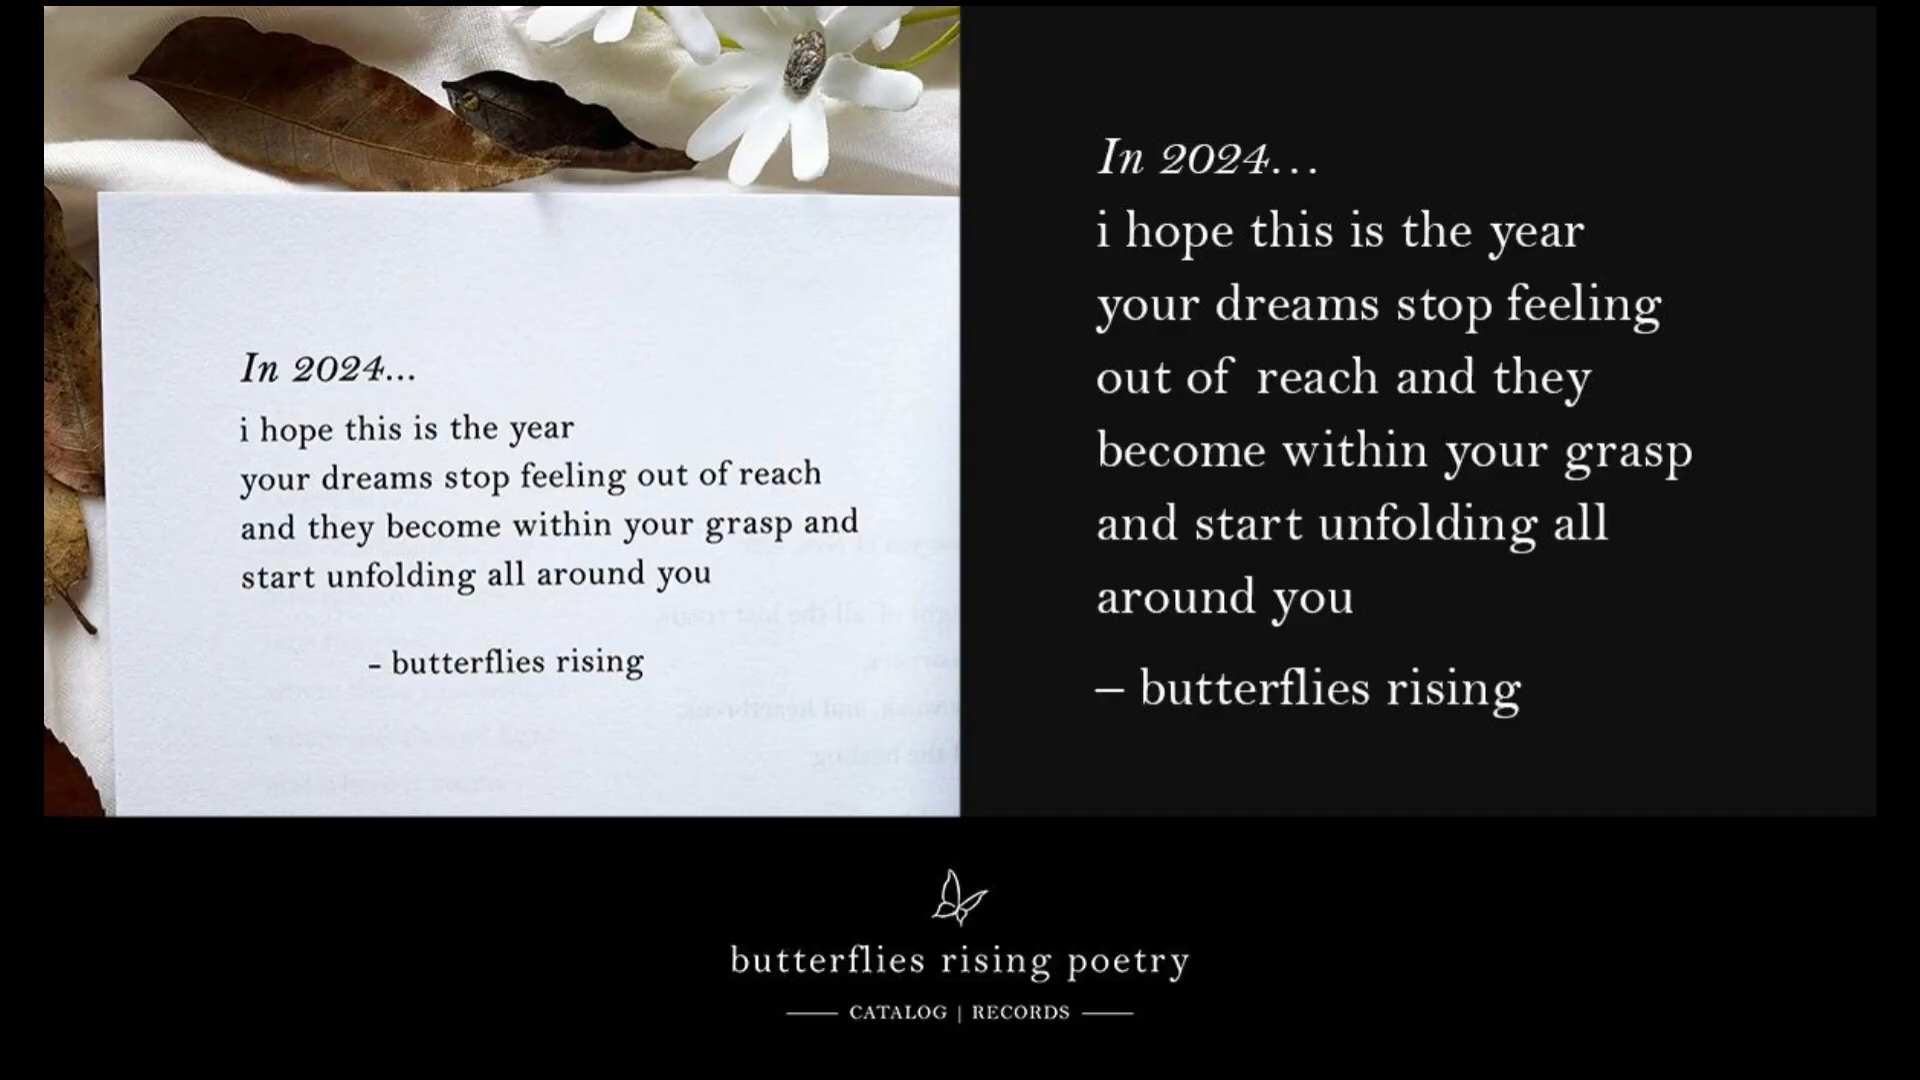 In 2024...
i hope this is the year
your dreams stop feeling out of reach
and they become within your grasp and
start unfolding all around you
- butterflies rising
In 2024...
i hope this is the year
your dreams stop feeling
out of reach and they
become within your grasp
and start unfolding all
around you
– butterflies rising
butterflies rising poetry
CATALOG | RECORDS